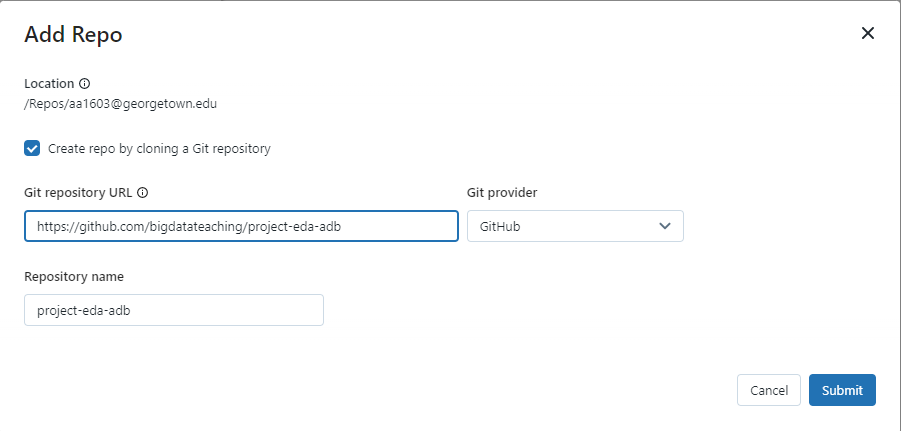 Add Repo
Location
/Repos/aa1603@georgetown.edu
Create repo by cloning a Git repository
Git repository URL
Git provider
https://github.com/bigdatateaching/project-eda-adb
GitHub
Repository name
project-eda-adb
Cancel
Submit